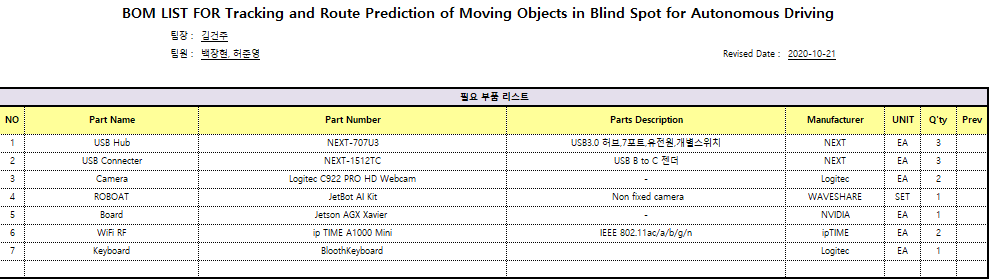 BOM LIST FOR Tracking and Route Prediction of Moving Objects in Blind Spot for Autonomous Driving
팀장 : 김건주
팀원 : 백장현, 허준영 Revised Date : 2020-10-21
필요 부품 리스트
NO Part Name Part Number Parts Description Manufacturer UNIT Q'ty Prev
1 USB Hub NEXT-707U3 USB3.0 허브,7포트,유전원,개별스위치 NEXT EA 3
2 USB Connecter NEXT-1512TC USB B to C 젠더 NEXT EA 3
3 Camera Logitec C922 PRO HD Webcam - Logitec EA 2
4 ROBOAT JetBot AI Kit Non fixed camera WAVESHARE SET 1
5 Board Jetson AGX Xavier - NVIDIA EA 1
6 WiFi RF ip TIME A1000 Mini IEEE 802.11ac/a/b/g/n ipTIME EA 2
7 Keyboard BloothKeyboard Logitec EA 1